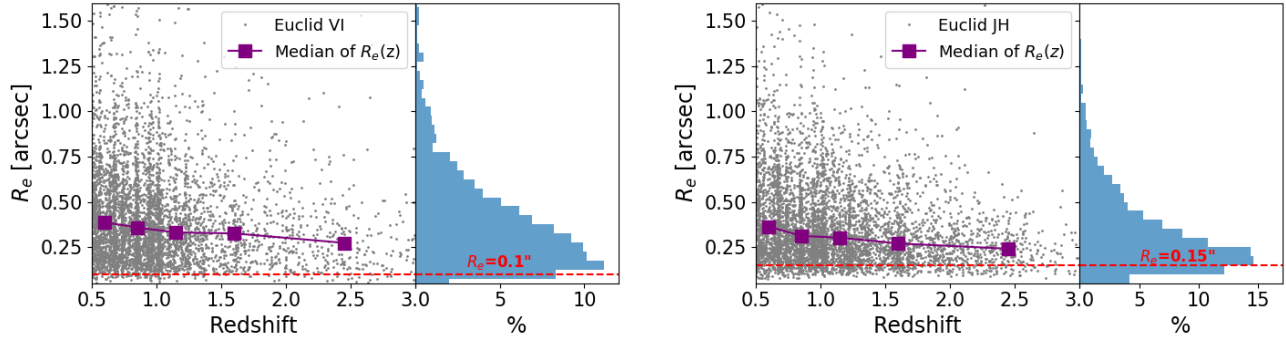 Euclid VI
Median of Rₑ(z)
Rₑ [arcsec]
1.50
1.25
1.00
0.75
0.50
0.25
Rₑ=0.1"
0.5 1.0 1.5 2.0 2.5 3.0
5 10
Redshift
%
Euclid JH
Median of Rₑ(z)
Rₑ [arcsec]
1.50
1.25
1.00
0.75
0.50
0.25
Rₑ=0.15"
0.5 1.0 1.5 2.0 2.5 3.0
5 10 15
Redshift
%